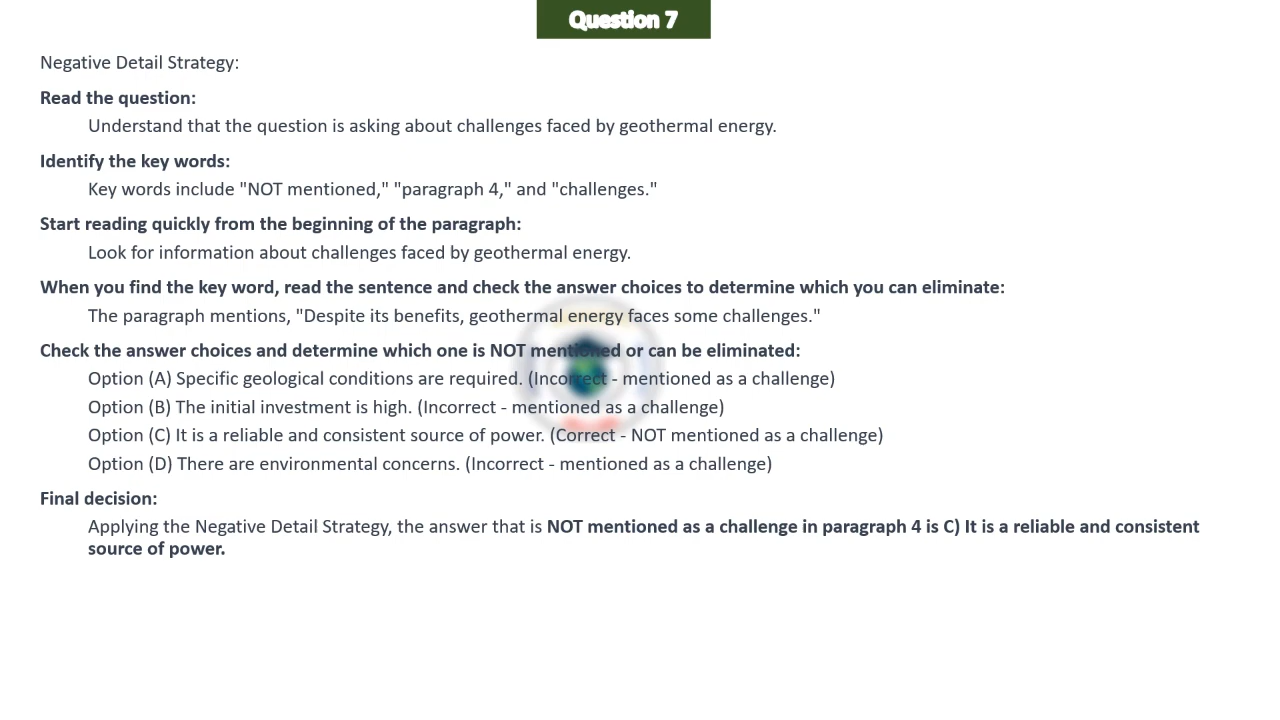 Question 7
Negative Detail Strategy:
Read the question:
Understand that the question is asking about challenges faced by geothermal energy.
Identify the key words:
Key words include "NOT mentioned," "paragraph 4," and "challenges."
Start reading quickly from the beginning of the paragraph:
Look for information about challenges faced by geothermal energy.
When you find the key word, read the sentence and check the answer choices to determine which you can eliminate:
The paragraph mentions, "Despite its benefits, geothermal energy faces some challenges."
Check the answer choices and determine which one is NOT mentioned or can be eliminated:
Option (A) Specific geological conditions are required. (Incorrect - mentioned as a challenge)
Option (B) The initial investment is high. (Incorrect - mentioned as a challenge)
Option (C) It is a reliable and consistent source of power. (Correct - NOT mentioned as a challenge)
Option (D) There are environmental concerns. (Incorrect - mentioned as a challenge)
Final decision:
Applying the Negative Detail Strategy, the answer that is NOT mentioned as a challenge in paragraph 4 is C) It is a reliable and consistent
source of power.